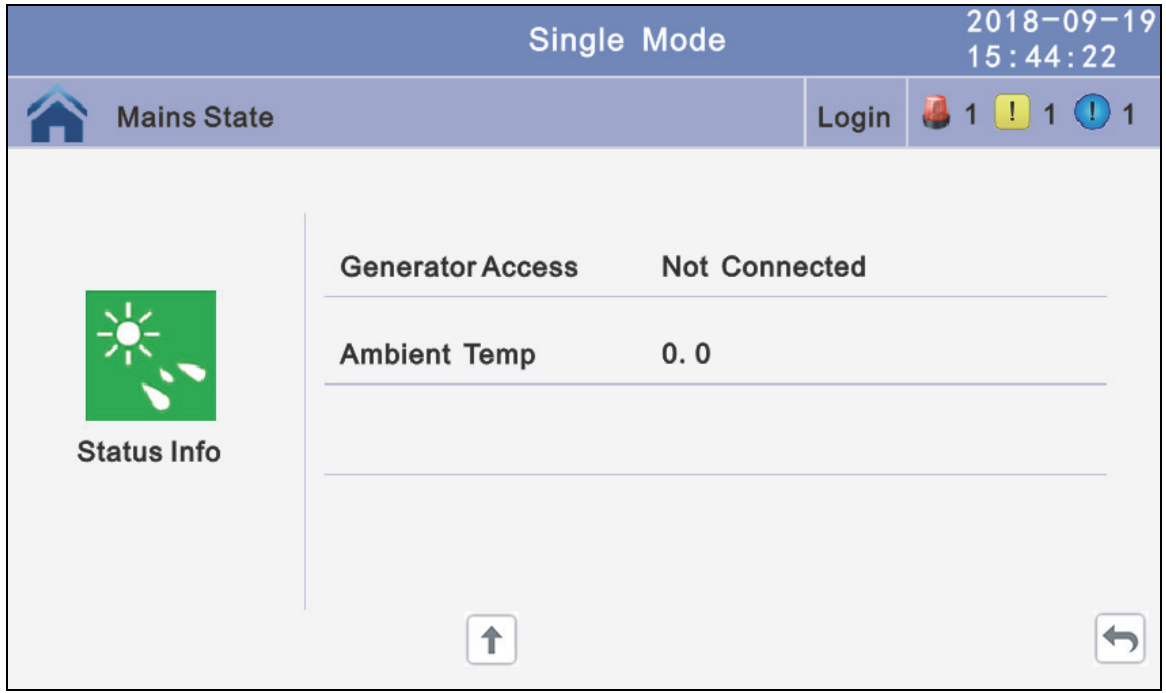 Single Mode
2018-09-19
15:44:22
Mains State
Login
1
! 1
! 1
Generator Access Not Connected
Ambient Temp 0.0
Status Info